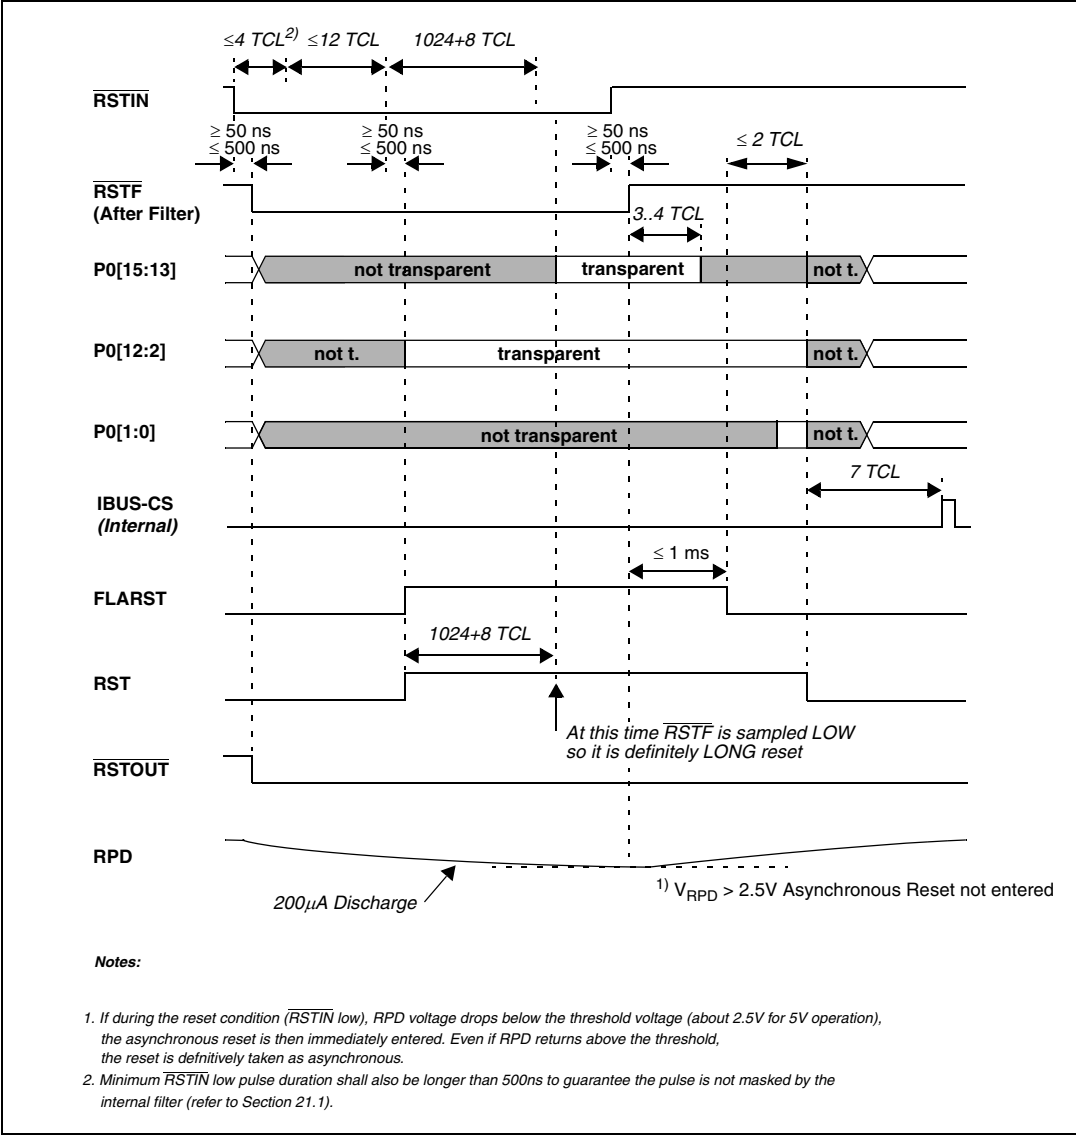 ≤4 TCL2) ≤12 TCL 1024+8 TCL
RSTIN
≥ 50 ns ≥ 50 ns ≥ 50 ns
≤ 500 ns ≤ 500 ns ≤ 500 ns ≤ 2 TCL
RSTF
(After Filter)
3..4 TCL
P0[15:13] not transparent transparent not t.
P0[12:2] not t. transparent not t.
P0[1:0] not transparent not t.
7 TCL
IBUS-CS
(Internal)
≤ 1 ms
FLARST
1024+8 TCL
RST
At this time RSTF is sampled LOW
so it is definitely LONG reset
RSTOUT
RPD
200μA Discharge
1) VRPD > 2.5V Asynchronous Reset not entered
Notes:
1. If during the reset condition (RSTIN low), RPD voltage drops below the threshold voltage (about 2.5V for 5V operation),
the asynchronous reset is then immediately entered. Even if RPD returns above the threshold,
the reset is defnitively taken as asynchronous.
2. Minimum RSTIN low pulse duration shall also be longer than 500ns to guarantee the pulse is not masked by the
internal filter (refer to Section 21.1).